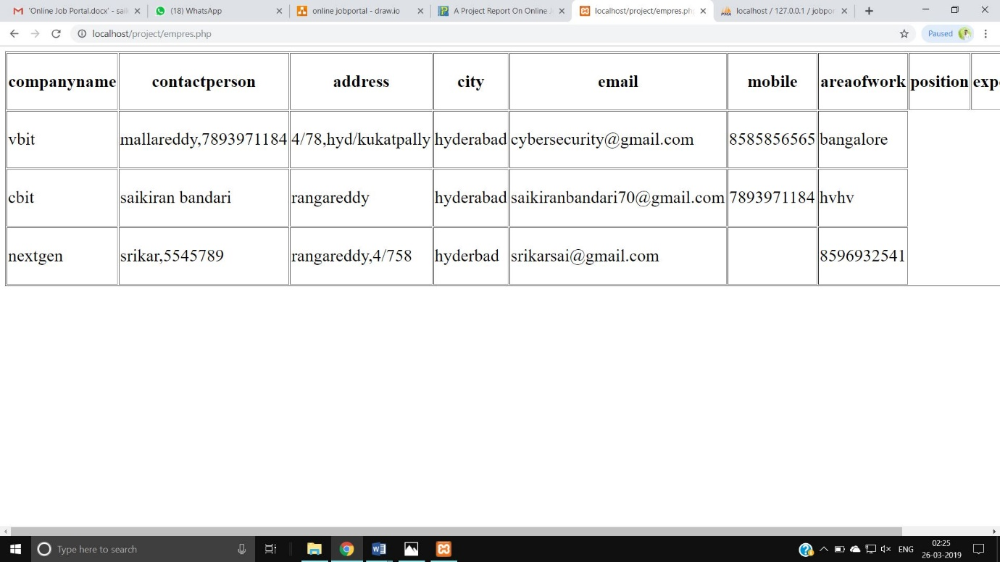 'Online Job Portal.docx' - sai
(18) WhatsApp
online jobportal - draw.io
A Project Report On Online J
localhost/project/empres.ph
localhost / 127.0.0.1 / jobpor
localhost/project/empres.php
Paused
companyname contactperson address city email mobile areaofwork position expe
vbit mallareddy,7893971184 4/78,hyd/kukatpally hyderabad cybersecurity@gmail.com 8585856565 bangalore
cbit saikiran bandari rangareddy hyderabad saikiranbandari70@gmail.com 7893971184 hvhv
nextgen srikar,5545789 rangareddy,4/758 hyderbad srikarsai@gmail.com 8596932541
Type here to search
ENG
02:25
26-03-2019